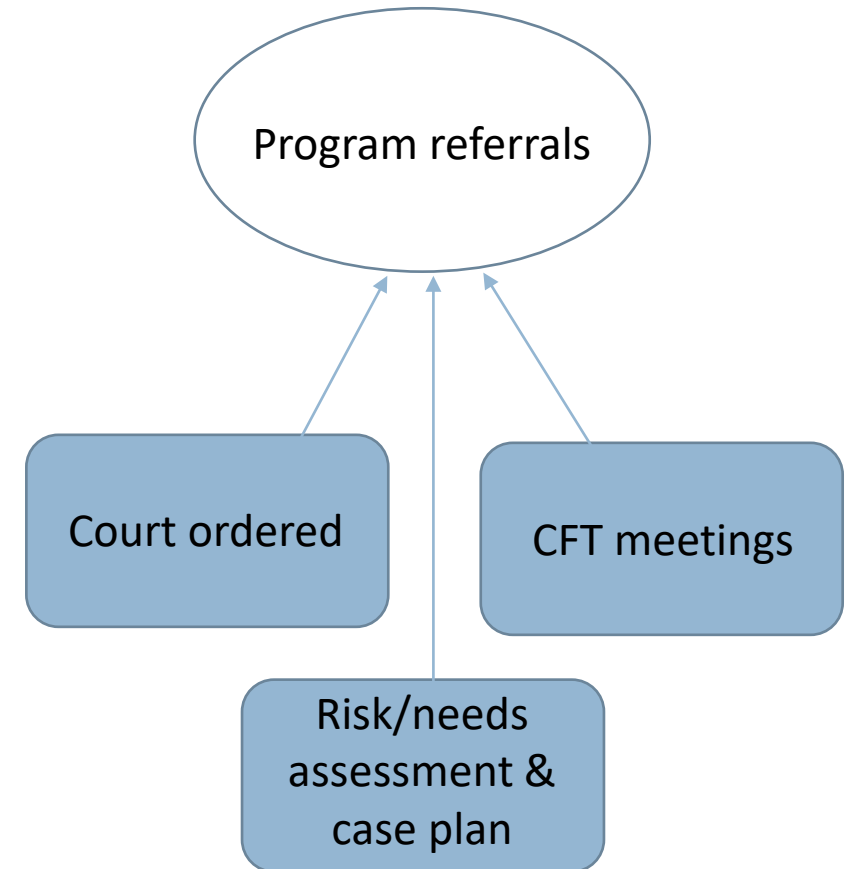 Program referrals
Court ordered
CFT meetings
Risk/needs
assessment &
case plan